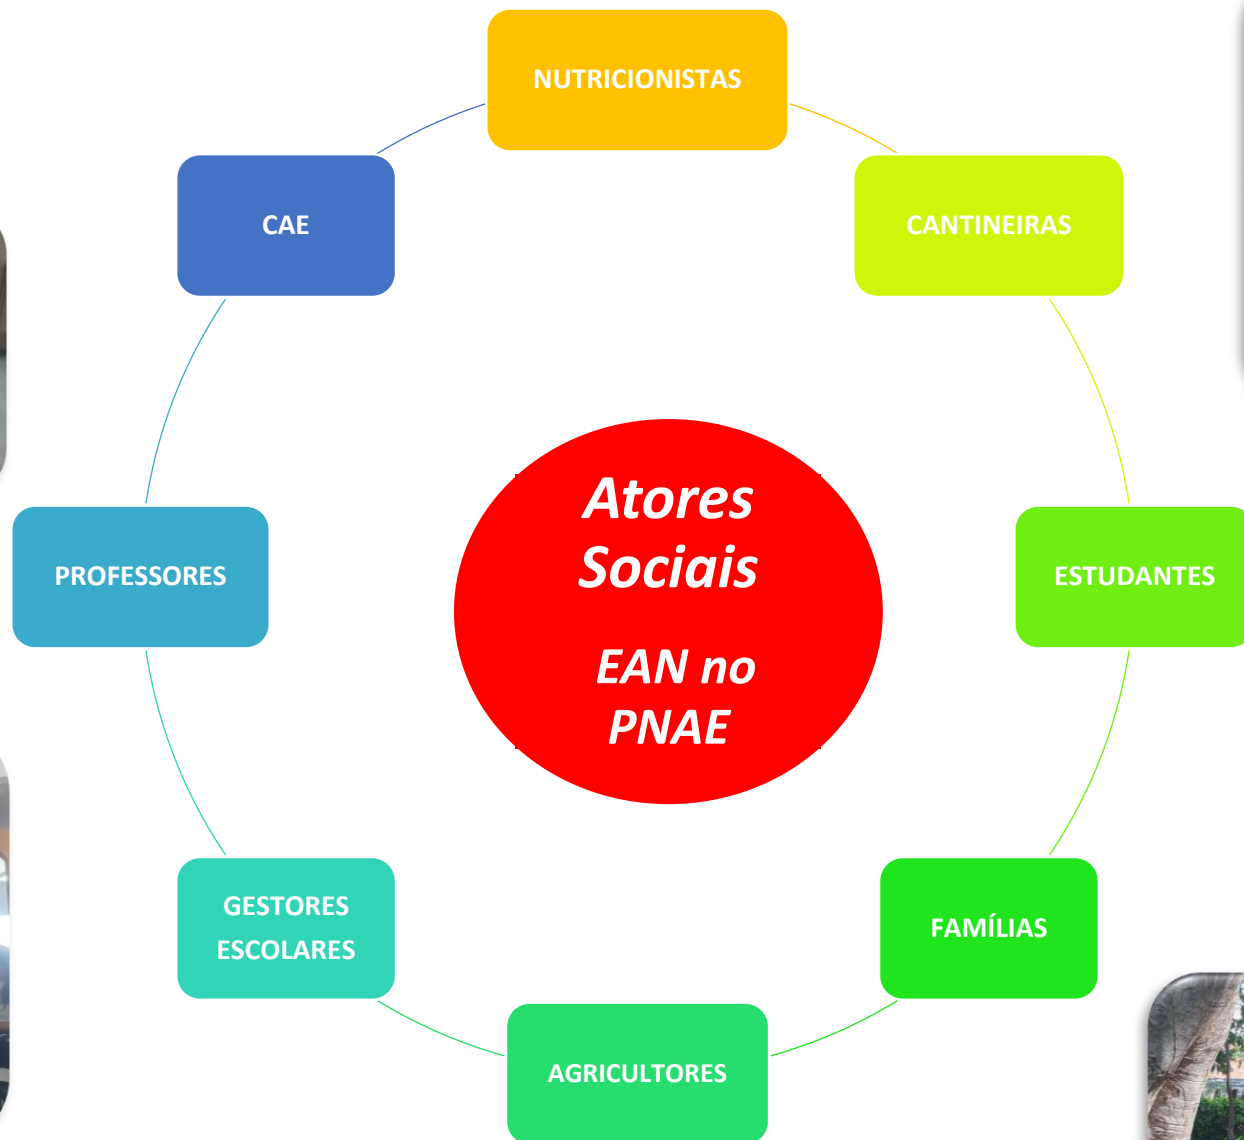 NUTRICIONISTAS
CAE
CANTINEIRAS
Atores
Sociais
EAN no
PNAE
PROFESSORES
ESTUDANTES
GESTORES
ESCOLARES
FAMÍLIAS
AGRICULTORES